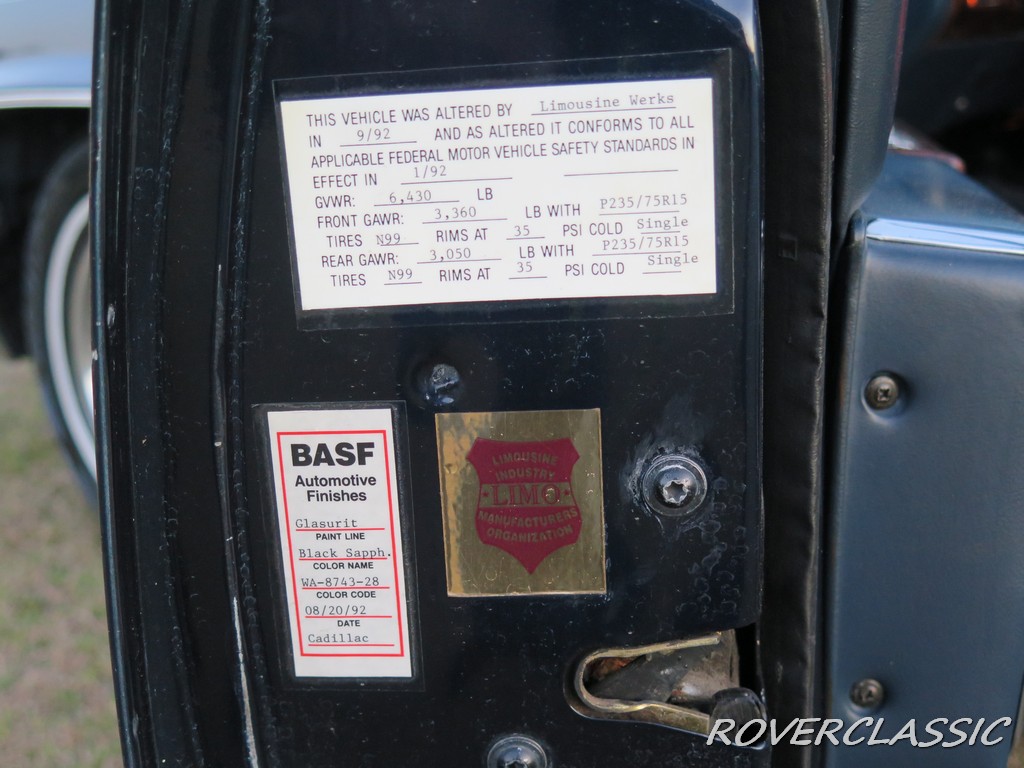 THIS VEHICLE WAS ALTERED BY Limousine Werks
IN 9/92 AND AS ALTERED IT CONFORMS TO ALL
APPLICABLE FEDERAL MOTOR VEHICLE SAFETY STANDARDS IN
EFFECT IN 1/92
GVWR: 6,430 LB
FRONT GAWR: 3,360 LB WITH P235/75R15
TIRES N99 RIMS AT 35 PSI COLD Single
REAR GAWR: 3,050 LB WITH P235/75R15
TIRES N99 RIMS AT 35 PSI COLD Single
BASF
Automotive
Finishes
Glasurit
PAINT LINE
Black Sapph.
COLOR NAME
WA-8743-28
COLOR CODE
08/20/92
DATE
Cadillac
LIMOUSINE
INDUSTRY
LIMO
MANUFACTURERS
ORGANIZATION
ROVERCLASSIC